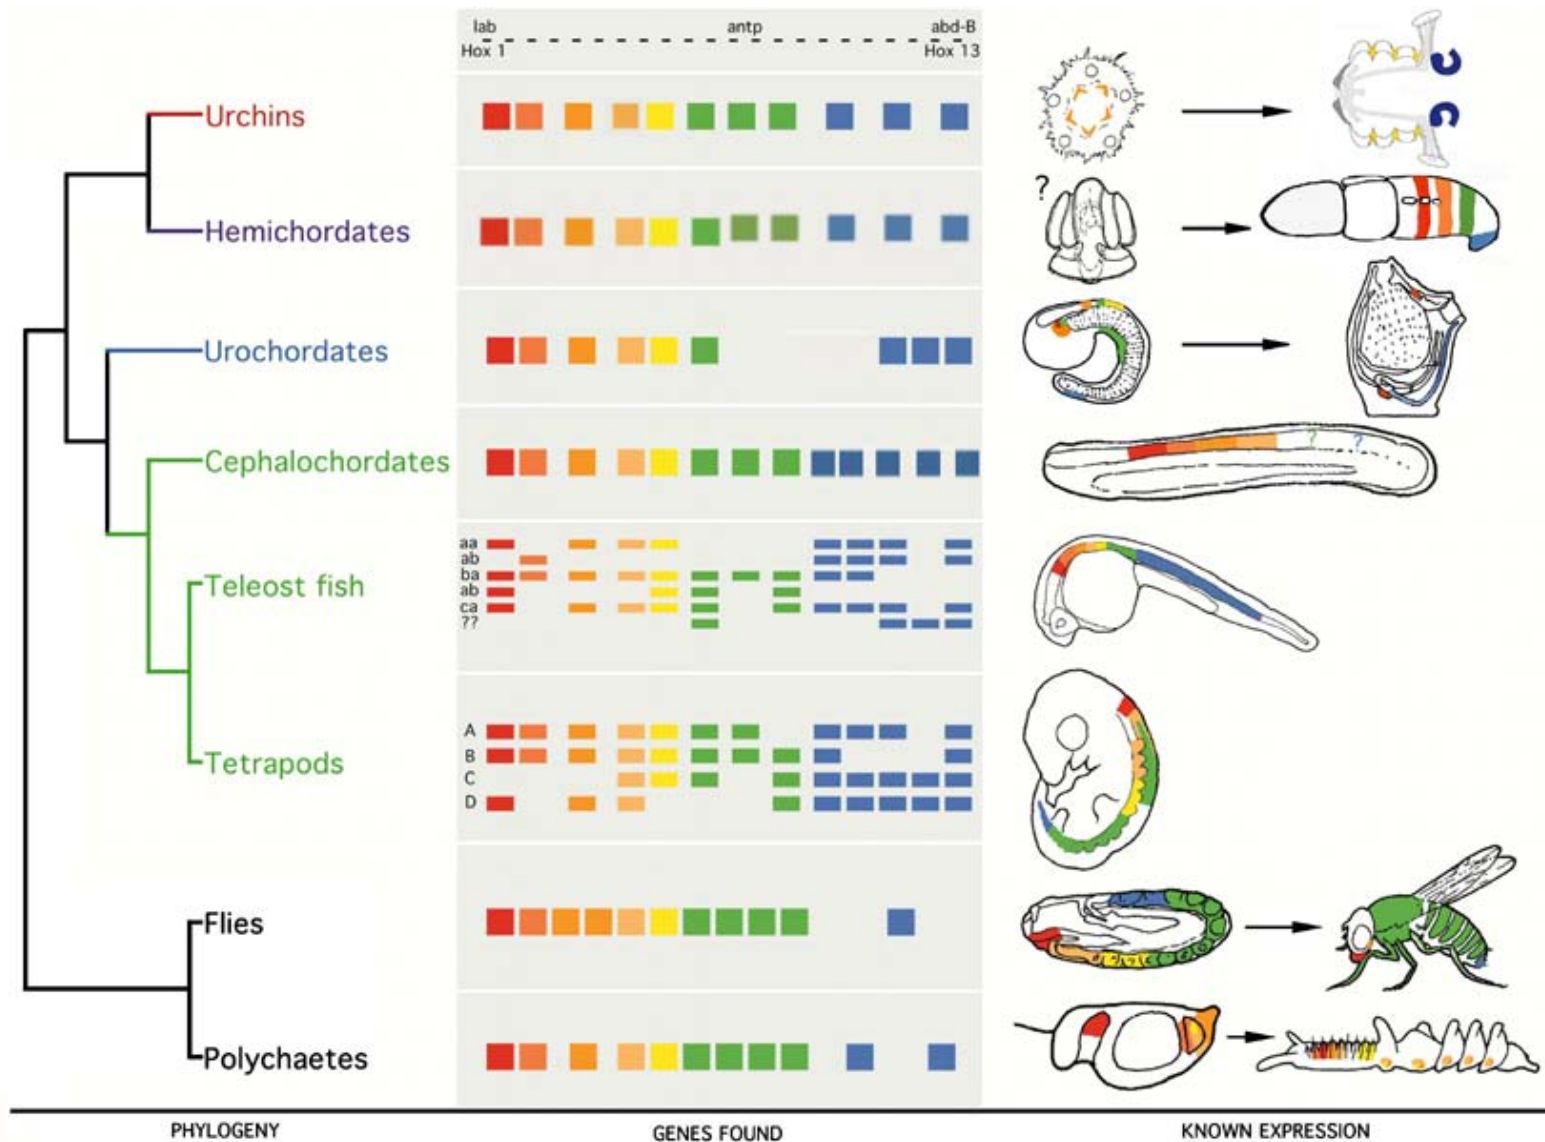 lab antp abd-B
Hox 1 Hox 13
Urchins
?
Hemichordates
Urochordates
Cephalochordates
? ?
aa
ab
Teleost fish
ba
ab
ca
??
A
B
Tetrapods
C
D
Flies
Polychaetes
PHYLOGENY GENES FOUND KNOWN EXPRESSION